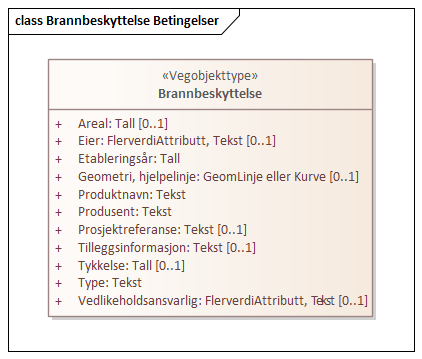 class Brannbeskyttelse Betingelser
«Vegobjekttype»
Brannbeskyttelse
+ Areal: Tall [0..1]
+ Eier: FlerverdiAttributt, Tekst [0..1]
+ Etableringsår: Tall
+ Geometri, hjelpelinje: GeomLinje eller Kurve [0..1]
+ Produktnavn: Tekst
+ Produsent: Tekst
+ Prosjektreferanse: Tekst [0..1]
+ Tilleggsinformasjon: Tekst [0..1]
+ Tykkelse: Tall [0..1]
+ Type: Tekst
+ Vedlikeholdsansvarlig: FlerverdiAttributt, Tekst [0..1]